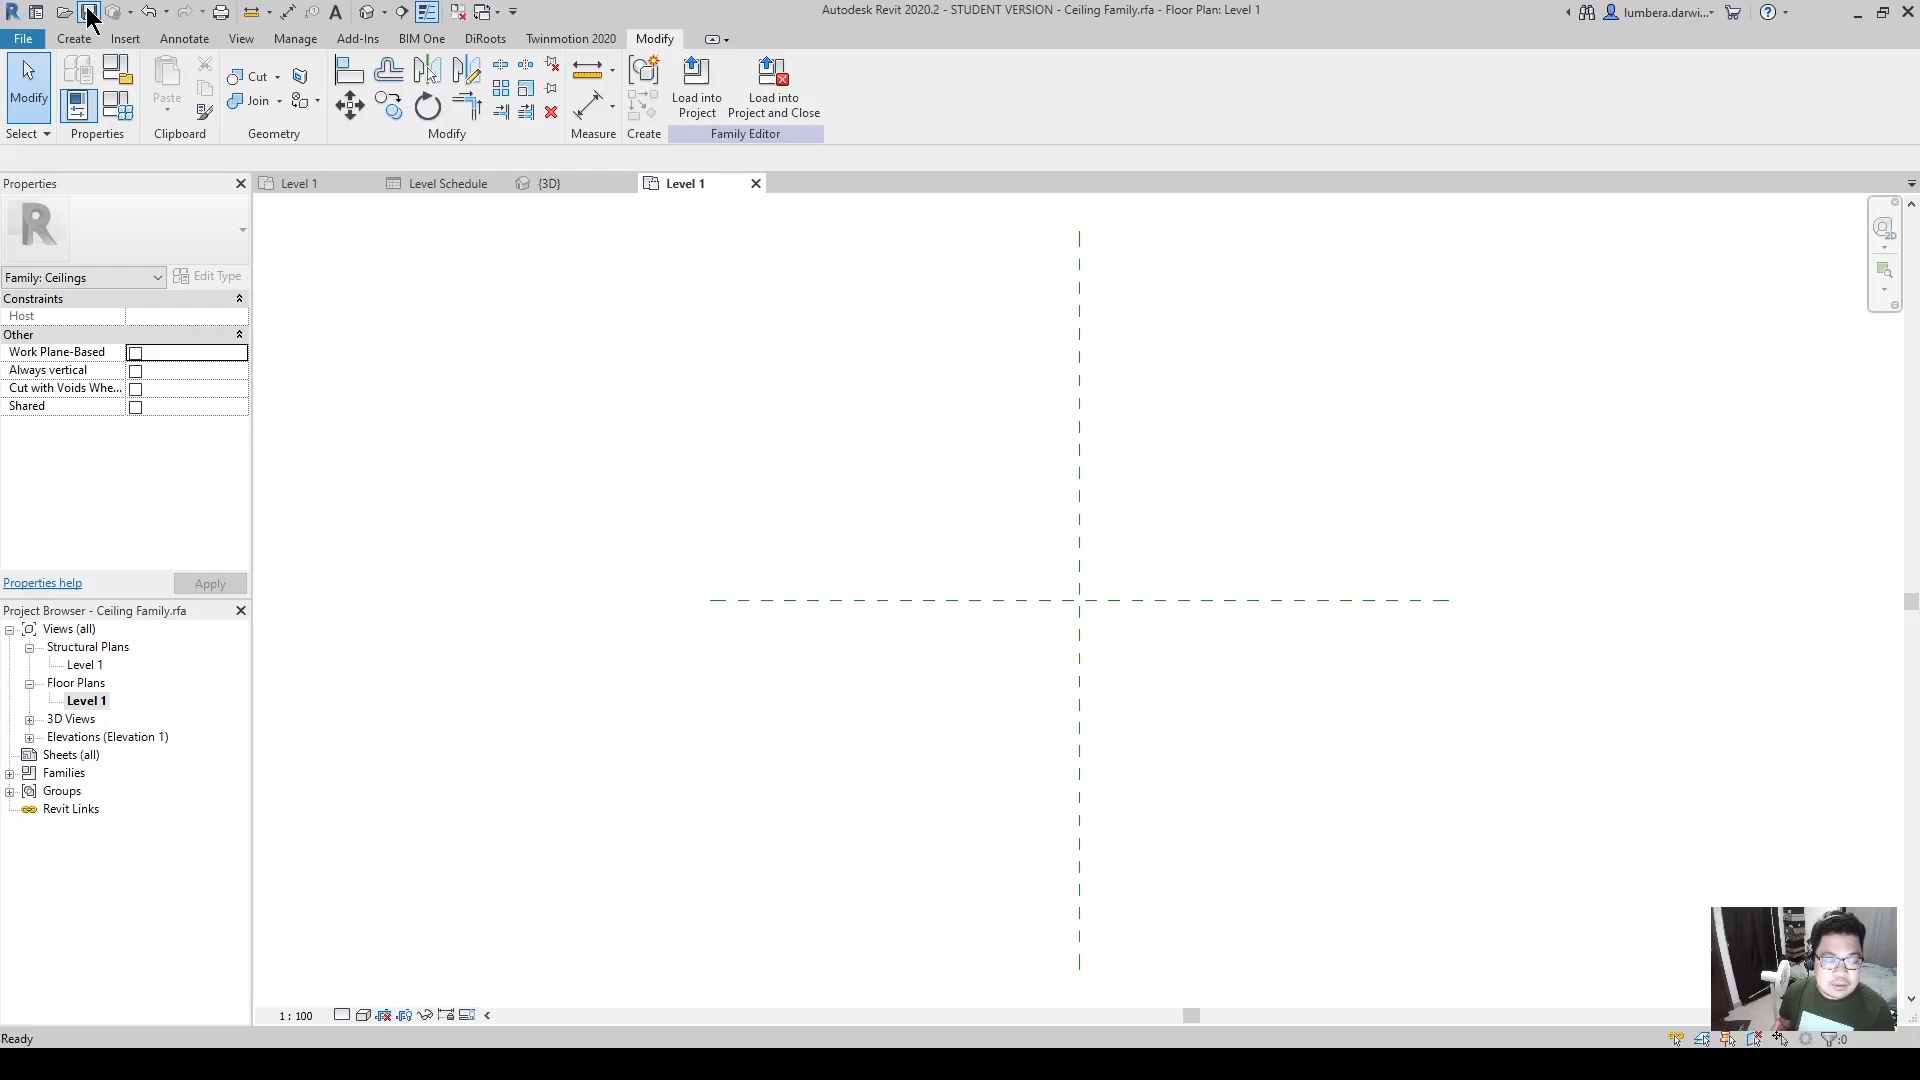 Autodesk Revit 2020.2 - STUDENT VERSION - Ceiling Family.rfa - Floor Plan: Level 1
lumbera.darwi...
File Create Insert Annotate View Manage Add-Ins BIM One DiRoots Twinmotion 2020 Modify
Modify
Paste
Cut
Join
Load into
Project
Load into
Project and Close
Select Properties Clipboard Geometry Modify Measure Create Family Editor
Properties
Level 1
Level Schedule
{3D}
Level 1
R
Family: Ceilings
Edit Type
Constraints
Host
Other
Work Plane-Based
Always vertical
Cut with Voids Whe...
Shared
Properties help
Apply
Project Browser - Ceiling Family.rfa
Views (all)
Structural Plans
Level 1
Floor Plans
Level 1
3D Views
Elevations (Elevation 1)
Sheets (all)
Families
Groups
Revit Links
1 : 100
Ready
:0